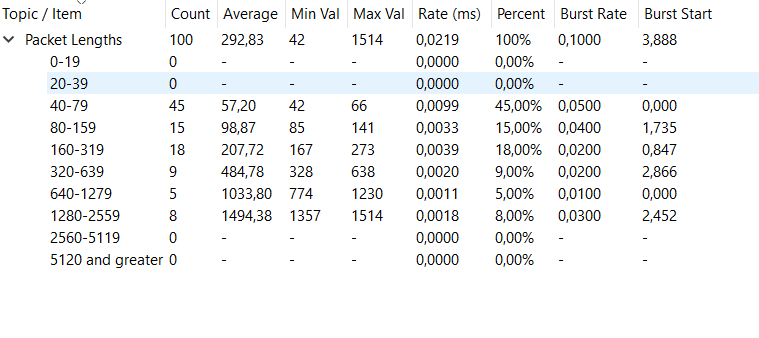 Topic / Item Count Average Min Val Max Val Rate (ms) Percent Burst Rate Burst Start
Packet Lengths 100 292,83 42 1514 0,0219 100% 0,1000 3,888
0-19 0 - - - 0,0000 0,00% - -
20-39 0 - - - 0,0000 0,00% - -
40-79 45 57,20 42 66 0,0099 45,00% 0,0500 0,000
80-159 15 98,87 85 141 0,0033 15,00% 0,0400 1,735
160-319 18 207,72 167 273 0,0039 18,00% 0,0200 0,847
320-639 9 484,78 328 638 0,0020 9,00% 0,0200 2,866
640-1279 5 1033,80 774 1230 0,0011 5,00% 0,0100 0,000
1280-2559 8 1494,38 1357 1514 0,0018 8,00% 0,0300 2,452
2560-5119 0 - - - 0,0000 0,00% - -
5120 and greater 0 - - - 0,0000 0,00% - -